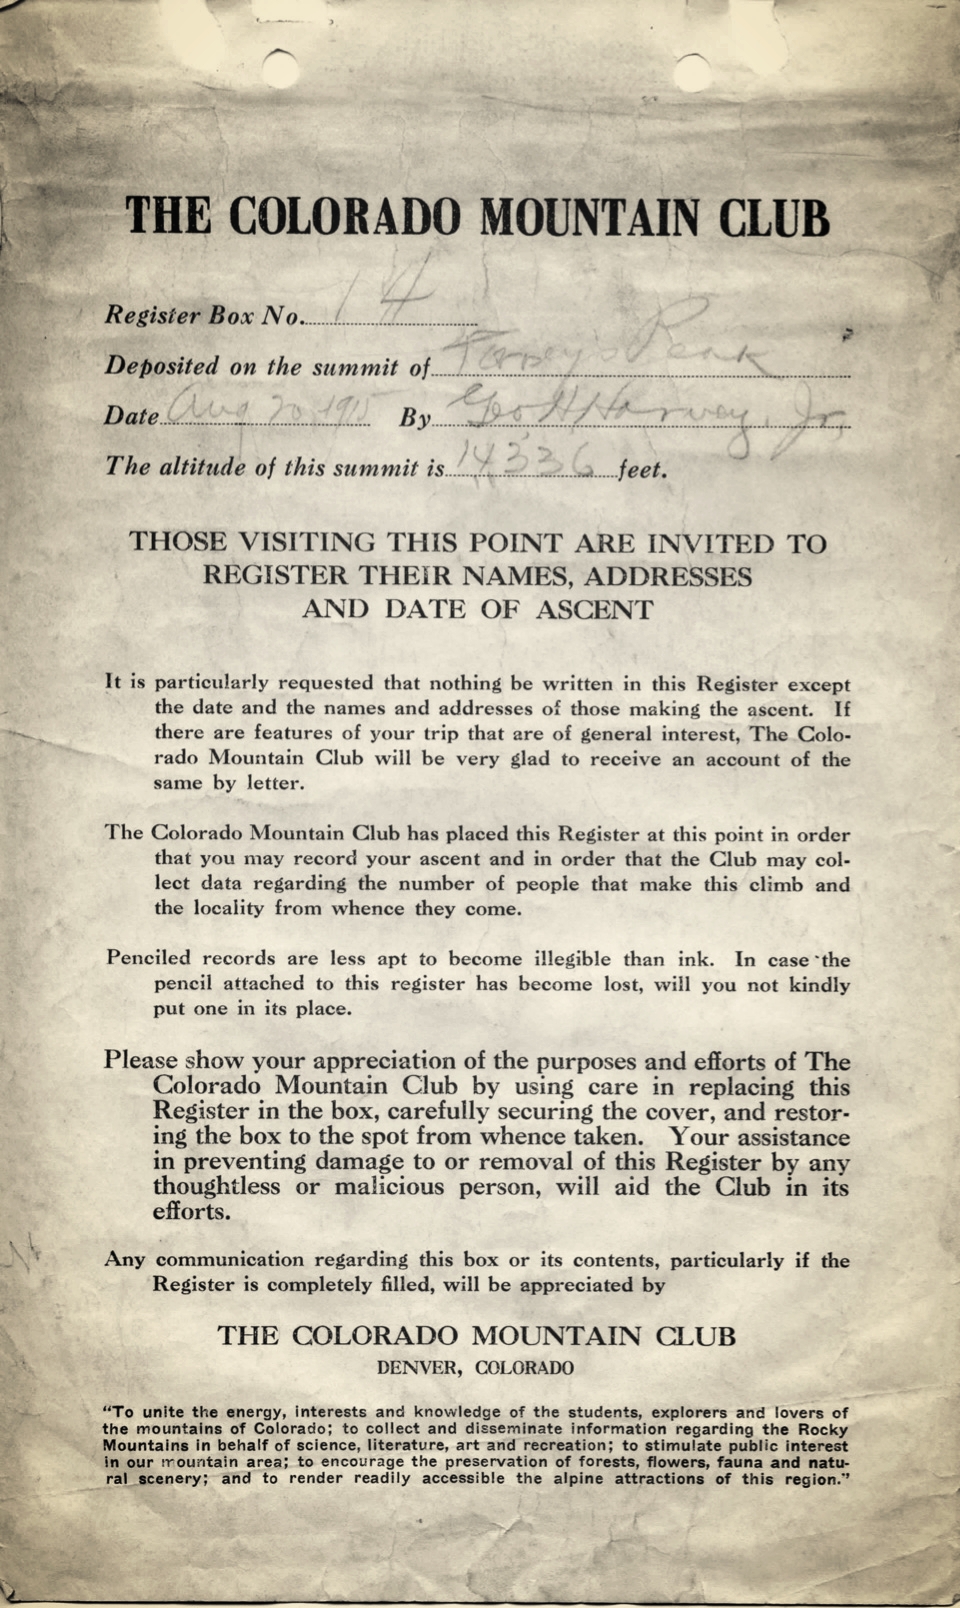 THE COLORADO MOUNTAIN CLUB
Register Box No. 14
Deposited on the summit of Torrey's Peak
Date Aug 20, 1915 By Geo H Harvey, Jr,
The altitude of this summit is 14,336 feet.
THOSE VISITING THIS POINT ARE INVITED TO
REGISTER THEIR NAMES, ADDRESSES
AND DATE OF ASCENT
It is particularly requested that nothing be written in this Register except
the date and the names and addresses of those making the ascent. If
there are features of your trip that are of general interest, The Colo-
rado Mountain Club will be very glad to receive an account of the
same by letter.
The Colorado Mountain Club has placed this Register at this point in order
that you may record your ascent and in order that the Club may col-
lect data regarding the number of people that make this climb and
the locality from whence they come.
Penciled records are less apt to become illegible than ink. In case the
pencil attached to this register has become lost, will you not kindly
put one in its place.
Please show your appreciation of the purposes and efforts of The
Colorado Mountain Club by using care in replacing this
Register in the box, carefully securing the cover, and restor-
ing the box to the spot from whence taken. Your assistance
in preventing damage to or removal of this Register by any
thoughtless or malicious person, will aid the Club in its
efforts.
Any communication regarding this box or its contents, particularly if the
Register is completely filled, will be appreciated by
THE COLORADO MOUNTAIN CLUB
DENVER, COLORADO
“To unite the energy, interests and knowledge of the students, explorers and lovers of
the mountains of Colorado; to collect and disseminate information regarding the Rocky
Mountains in behalf of science, literature, art and recreation; to stimulate public interest
in our mountain area; to encourage the preservation of forests, flowers, fauna and natu-
ral scenery; and to render readily accessible the alpine attractions of this region.”